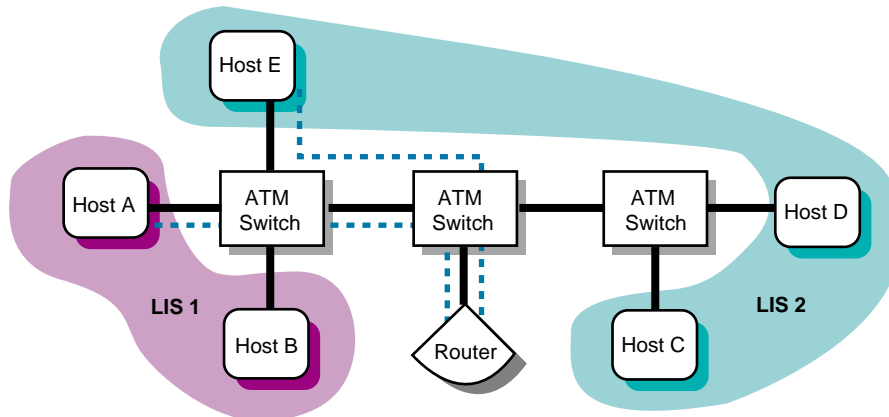 Host E
Host A
ATM
Switch
ATM
Switch
ATM
Switch
Host D
LIS 1
LIS 2
Host B
Router
Host C